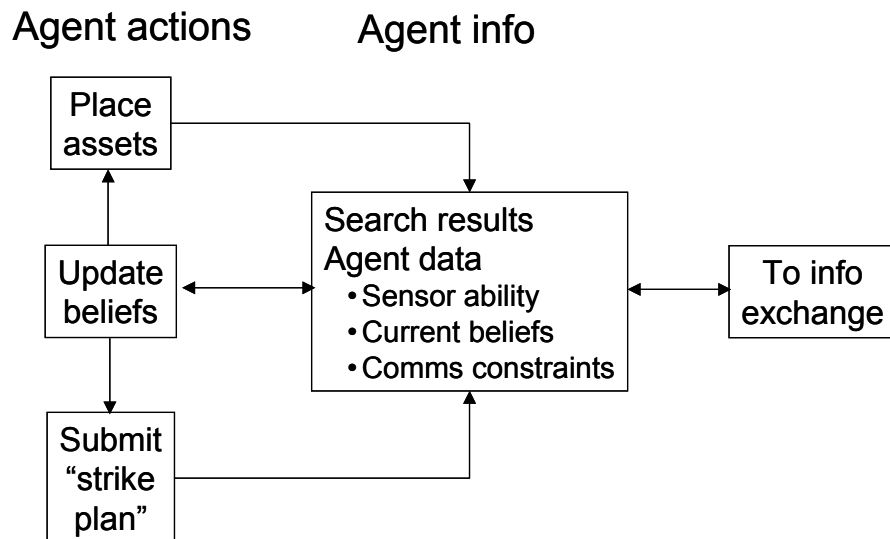 Agent actions
Agent info
Place
assets
Update
beliefs
Submit
“strike
plan”
Search results
Agent data
• Sensor ability
• Current beliefs
• Comms constraints
To info
exchange